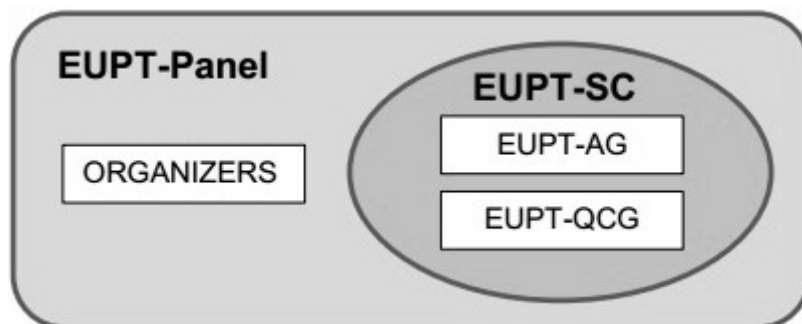 EUPT-Panel
EUPT-SC
EUPT-AG
ORGANIZERS
EUPT-QCG